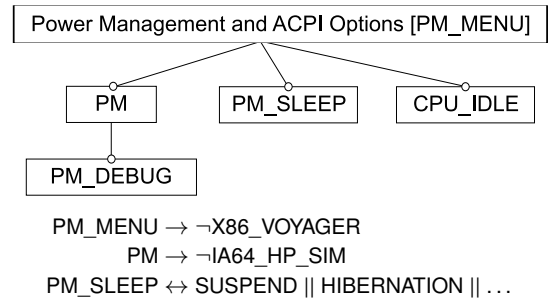 Power Management and ACPI Options [PM_MENU]
PM PM_SLEEP CPU_IDLE
PM_DEBUG
PM_MENU → ¬X86_VOYAGER
PM → ¬IA64_HP_SIM
PM_SLEEP ↔ SUSPEND || HIBERNATION || ...